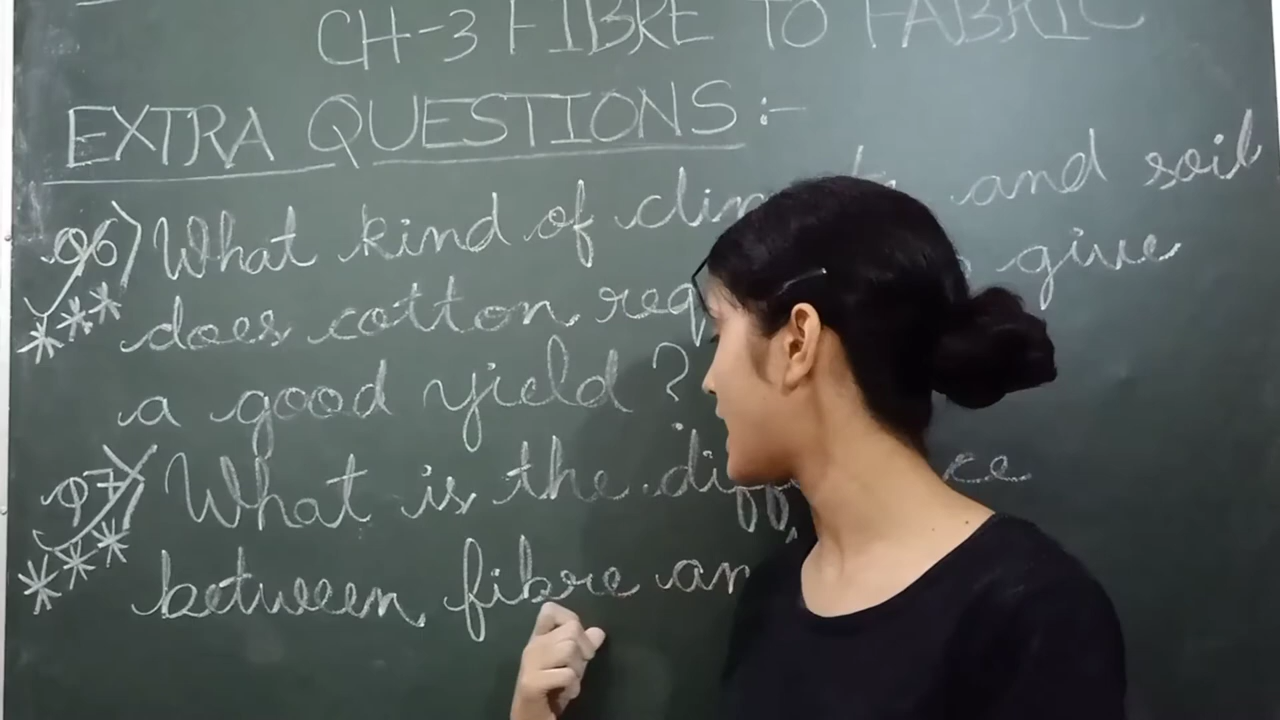 CH-3 FIBRE TO FABRIC
EXTRA QUESTIONS :-
Q6) What kind of and soil
does cotton give
a good yield ?
Q7) What is the
between fibre